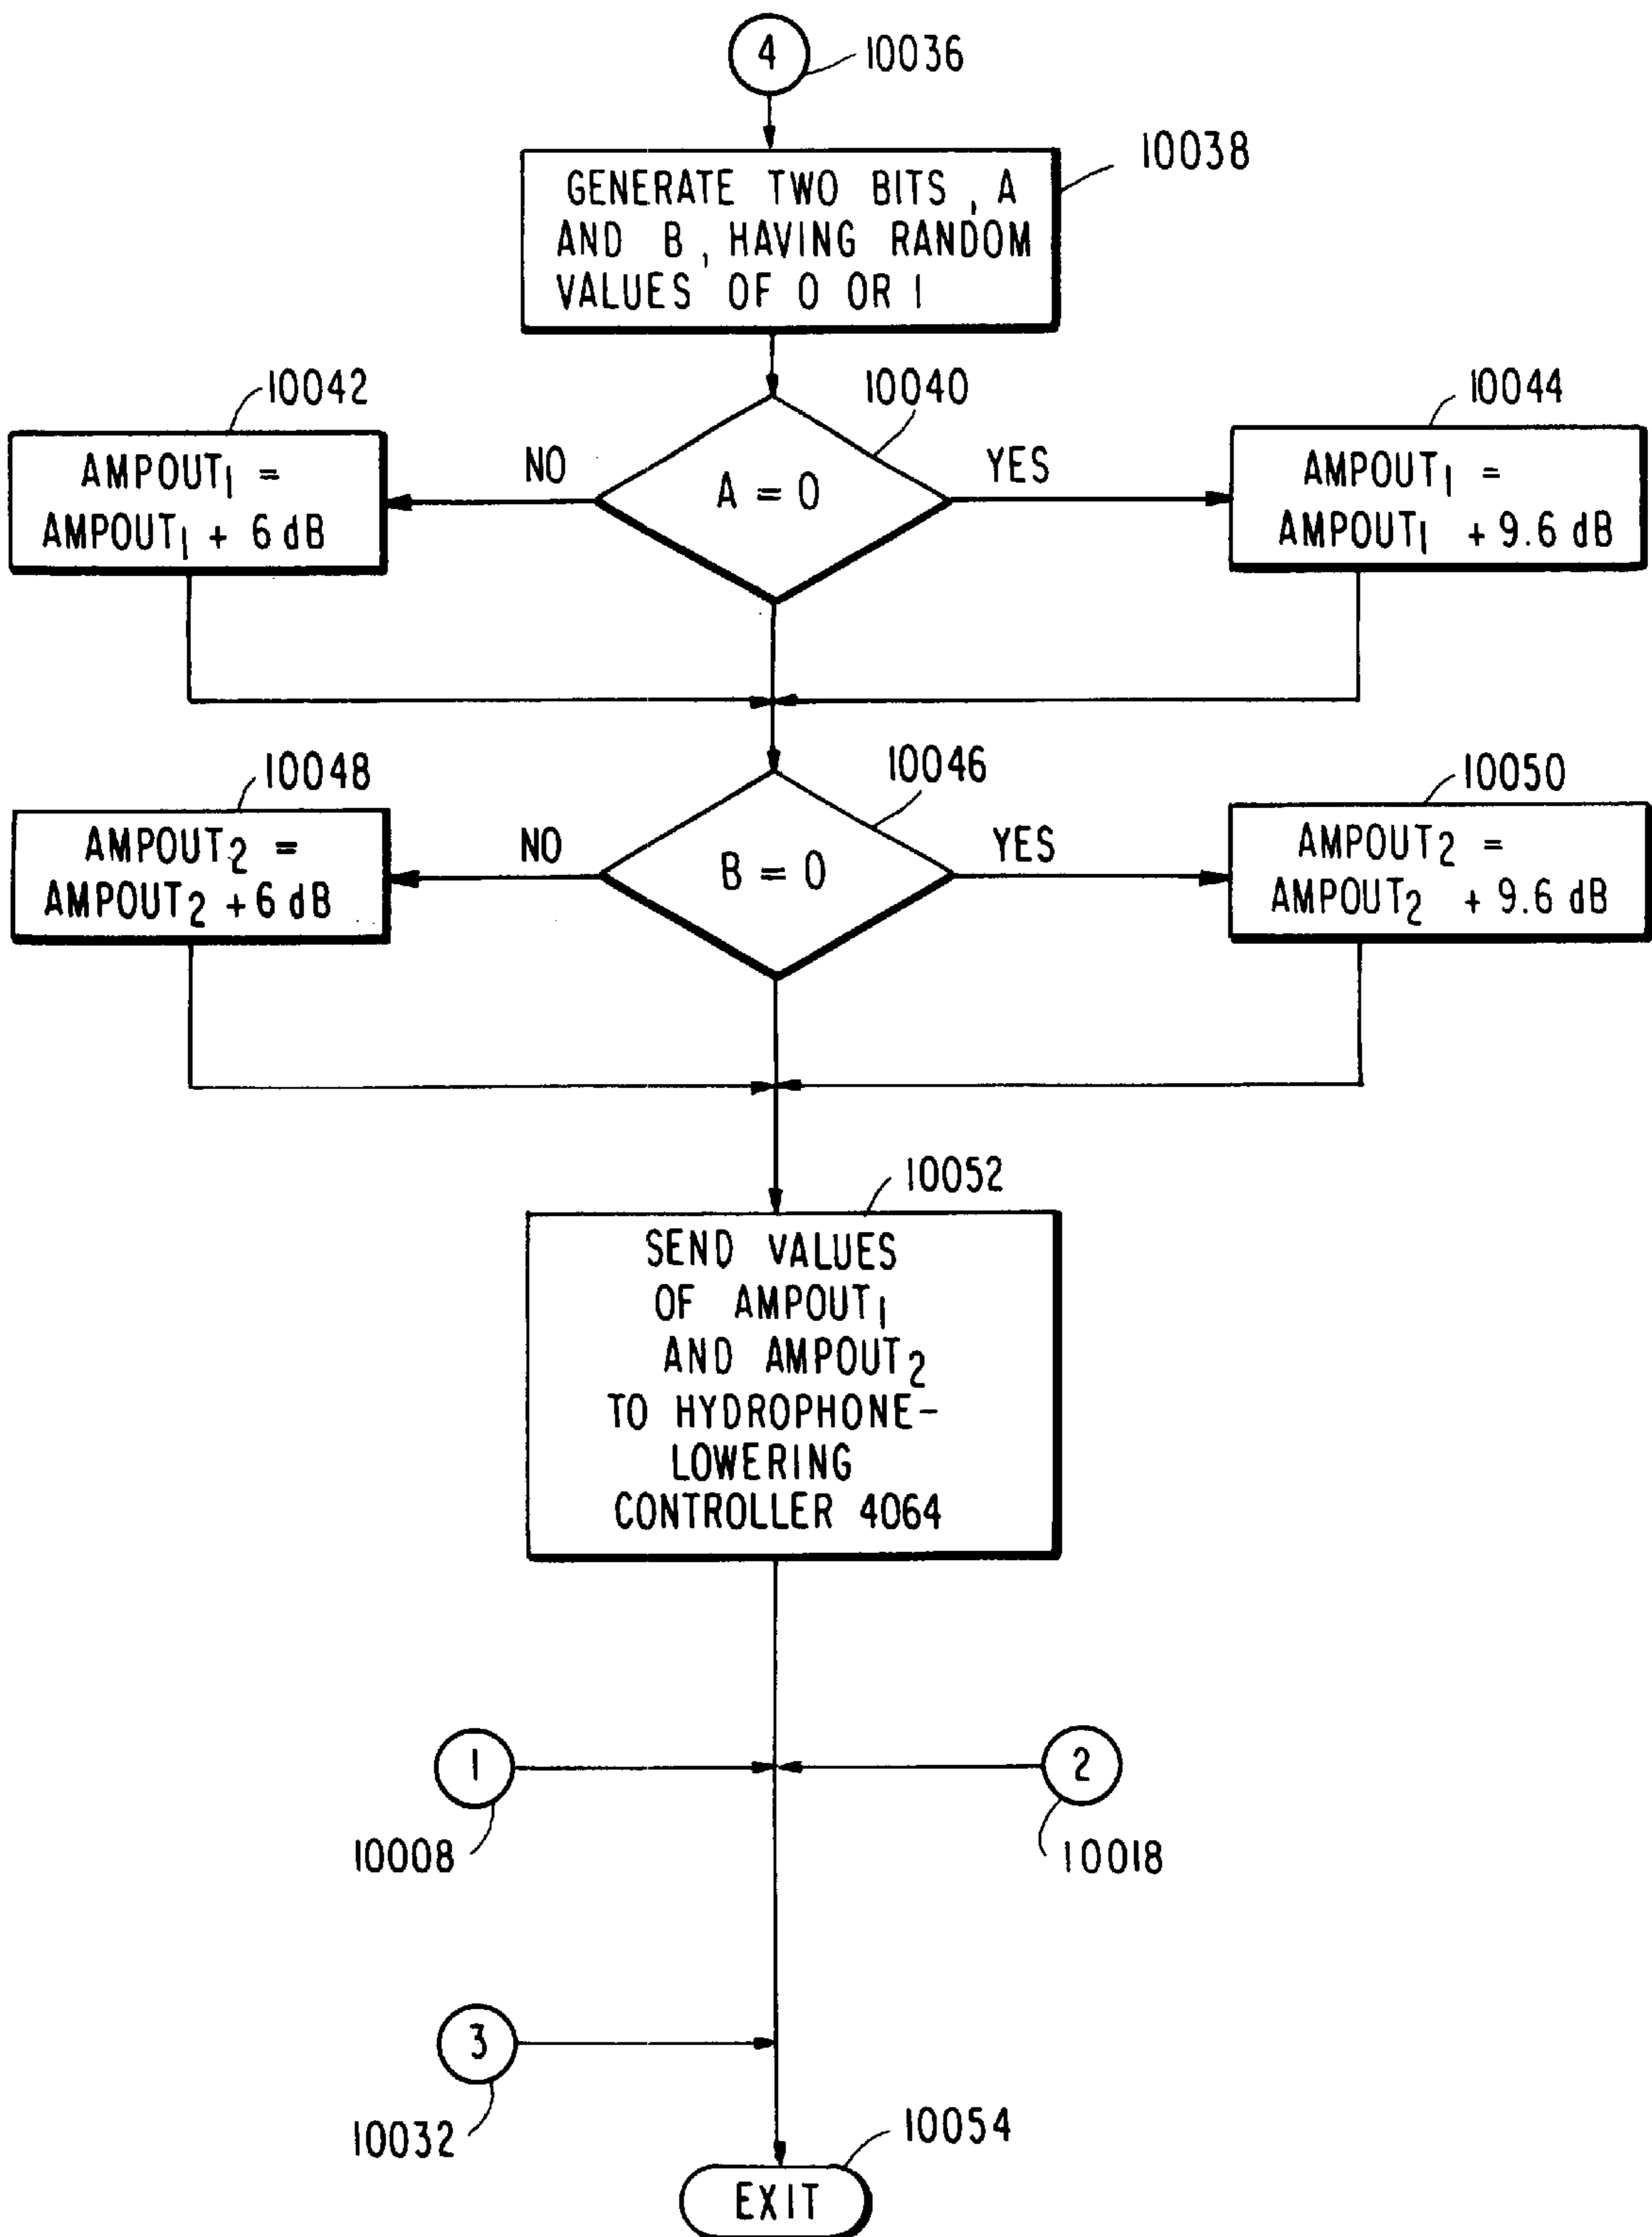 4
10036
10038
GENERATE TWO BITS, A
AND B, HAVING RANDOM
VALUES OF 0 OR 1
10042
10040
10044
AMPOUT1 =
AMPOUT1 + 6 dB
NO
A = 0
YES
AMPOUT1 =
AMPOUT1 + 9.6 dB
10048
10046
10050
AMPOUT2 =
AMPOUT2 + 6 dB
NO
B = 0
YES
AMPOUT2 =
AMPOUT2 + 9.6 dB
10052
SEND VALUES
OF AMPOUT1
AND AMPOUT2
TO HYDROPHONE-
LOWERING
CONTROLLER 4064
1
2
10008
10018
3
10032
10054
EXIT